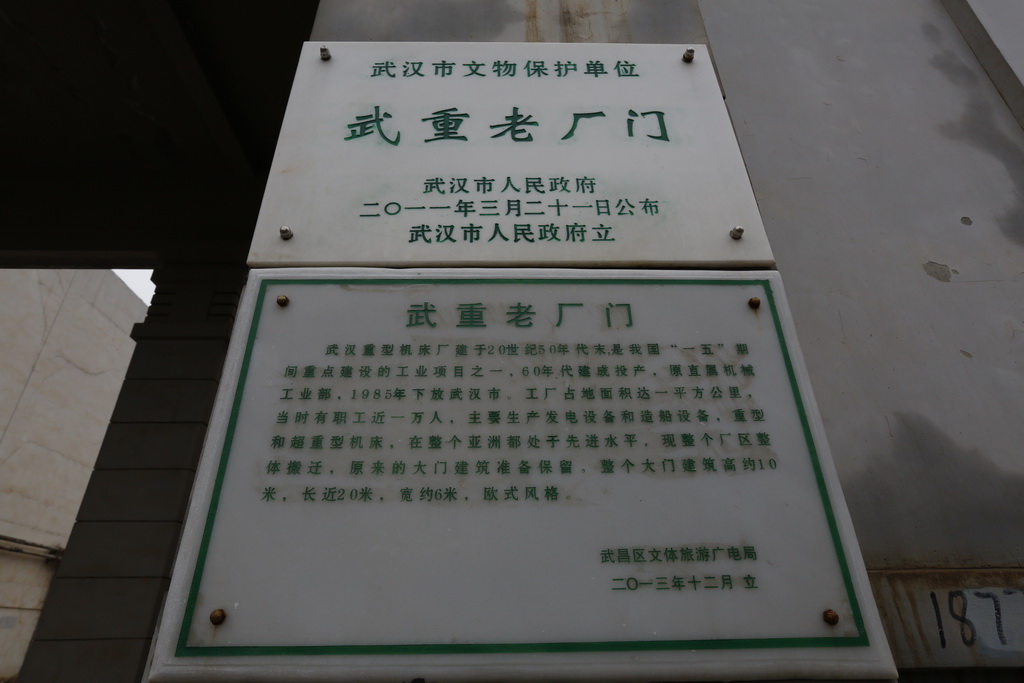 武汉市文物保护单位
武重老厂门
武汉市人民政府
二〇一一年三月二十一日公布
武汉市人民政府立
武重老厂门
武汉重型机床厂建于20世纪50年代末,是我国“一五”期
间重点建设的工业项目之一，60年代建成投产，原直属机械
工业部，1985年下放武汉市。工厂占地面积达一平方公里，
当时有职工近一万人，主要生产发电设备和造船设备，重型
和超重型机床，在整个亚洲都处于先进水平。现整个厂区整
体搬迁，原来的大门建筑准备保留。整个大门建筑高约10
米，长近20米，宽约6米，欧式风格。
武昌区文体旅游广电局
二〇一三年十二月 立
187